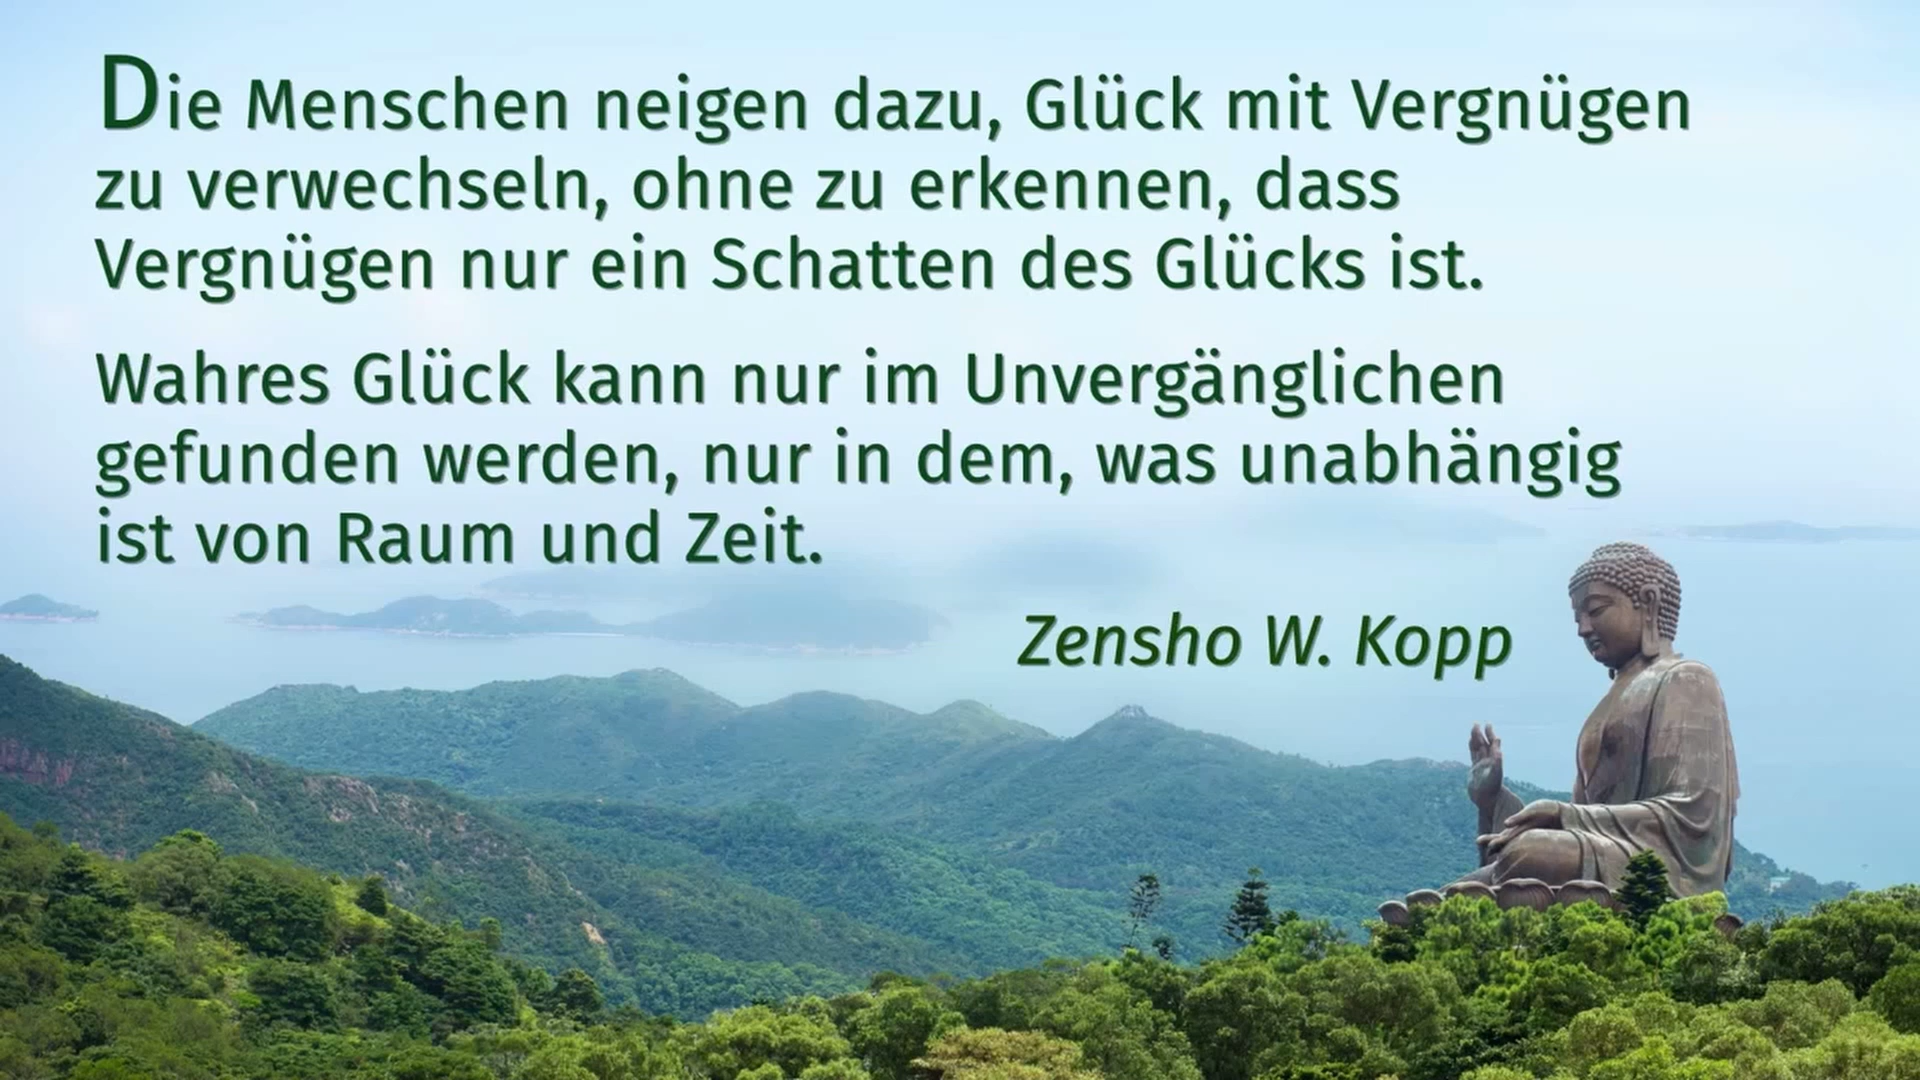 Die Menschen neigen dazu, Glück mit Vergnügen
zu verwechseln, ohne zu erkennen, dass
Vergnügen nur ein Schatten des Glücks ist.
Wahres Glück kann nur im Unvergänglichen
gefunden werden, nur in dem, was unabhängig
ist von Raum und Zeit.
Zensho W. Kopp